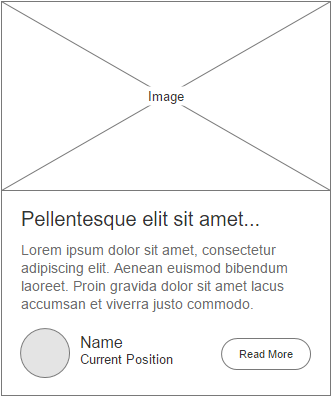 Image
Pellentesque elit sit amet...
Lorem ipsum dolor sit amet, consectetur
adipiscing elit. Aenean euismod bibendum
laoreet. Proin gravida dolor sit amet lacus
accumsan et viverra justo commodo.
Name
Current Position
Read More